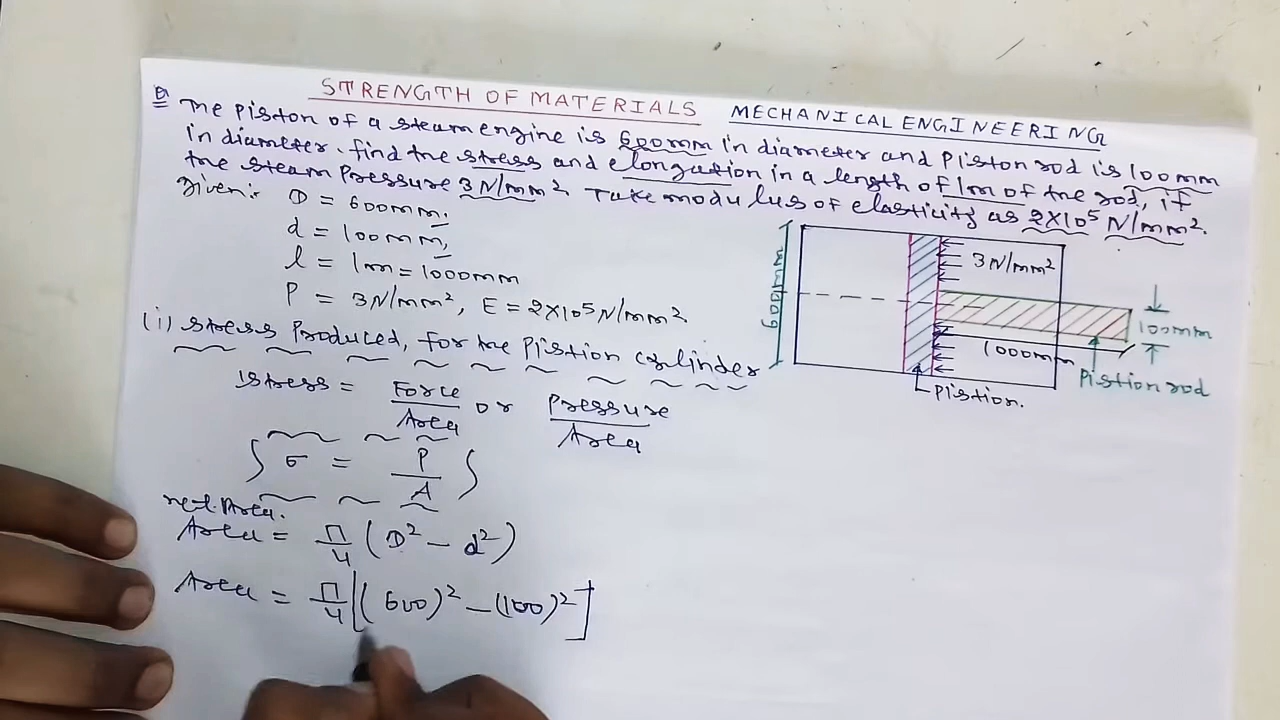 STRENGTH OF MATERIALS MECHANICAL ENGINEERING
Q The Piston of a steam engine is 600mm in diameter and Piston rod is 100mm
in diameter. find the stress and elongation in a length of 1m of the rod, if
the steam Pressure 3N/mm². Take modulus of elasticity as 2×10⁵ N/mm².
given:- D = 600mm,
d = 100mm,
l = 1m = 1000mm
P = 3N/mm², E = 2×10⁵N/mm².
(i) stress Produced, for the Pistion cylinder
Stress = Force/Area or Pressure/Area
σ = P/A
net. Area.
Area = π/4 (D² - d²)
Area = π/4 [(600)² - (100)²]
600mm
3N/mm²
100mm
1000mm
Pistion rod
Pistion.